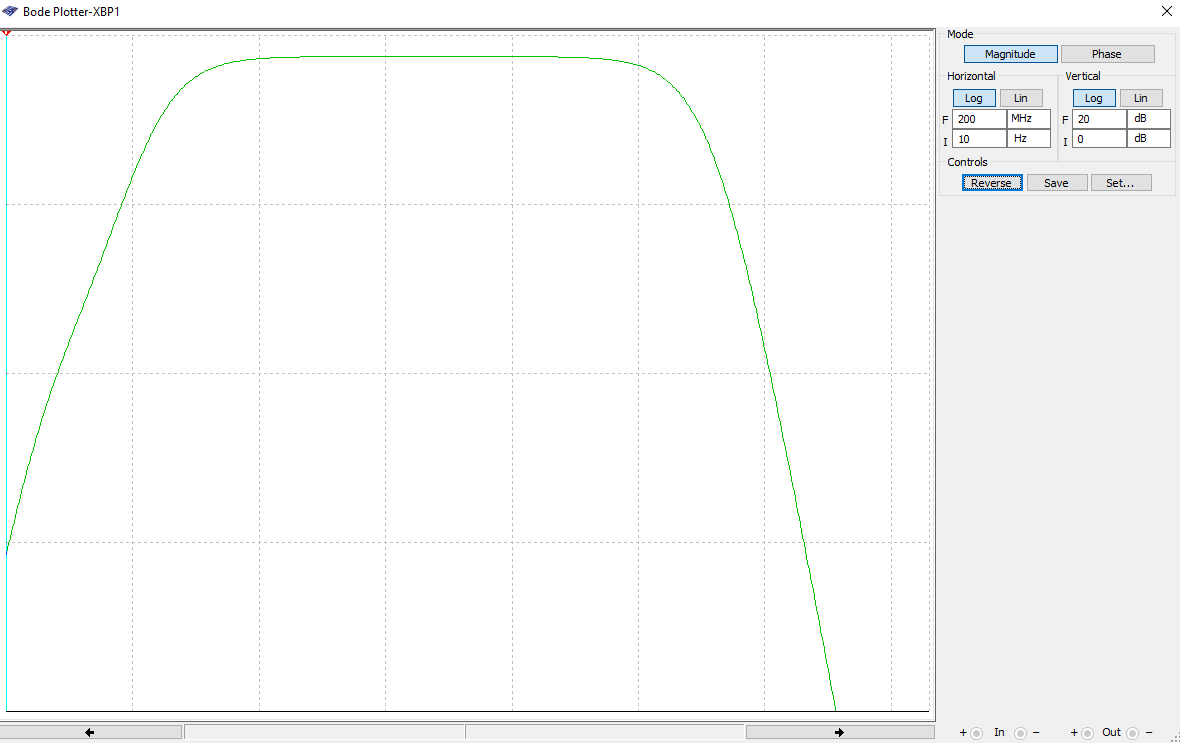 Bode Plotter-XBP1
Mode
Magnitude Phase
Horizontal Vertical
Log Lin Log Lin
F 200 MHz F 20 dB
I 10 Hz I 0 dB
Controls
Reverse Save Set...
+ In − + Out −